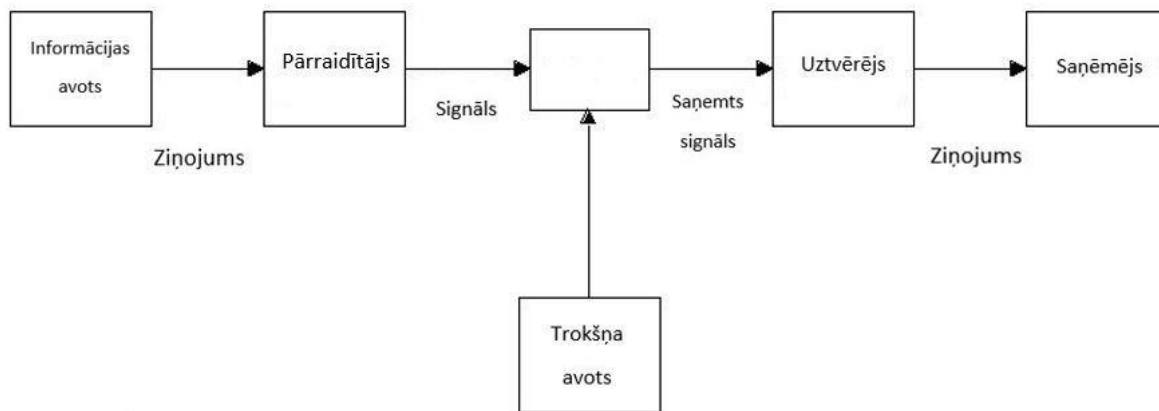 Informācijas
avots
Pārraidītājs
Uztvērējs
Saņēmējs
Ziņojums
Signāls
Saņemts
signāls
Ziņojums
Trokšņa
avots